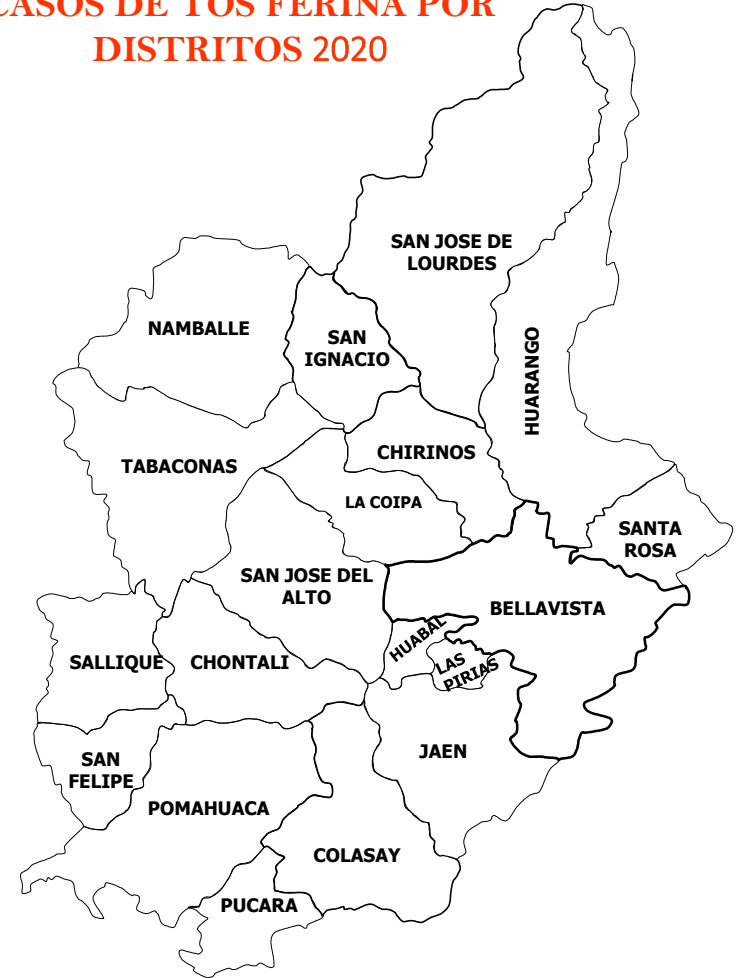 CASOS DE TOS FERINA POR
DISTRITOS 2020
SAN JOSE DE
LOURDES
NAMBALLE
SAN
IGNACIO
HUARANGO
CHIRINOS
TABACONAS
LA COIPA
SANTA
ROSA
SAN JOSE DEL
ALTO
BELLAVISTA
HUABAL
SALLIQUE
CHONTALI
LAS
PIRIAS
JAEN
SAN
FELIPE
POMAHUACA
COLASAY
PUCARA